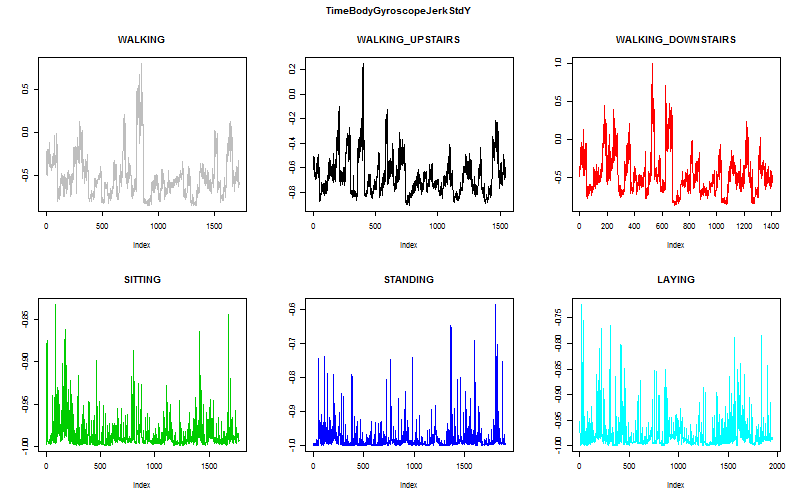 TimeBodyGyroscopeJerkStdY
WALKING
0.5
0.0
-0.5
0 500 1000 1500
Index
WALKING_UPSTAIRS
0.2
-0.0
-0.2
-0.4
-0.6
-0.8
0 500 1000 1500
Index
WALKING_DOWNSTAIRS
1.0
0.5
0.0
-0.5
0 200 400 600 800 1000 1400
Index
SITTING
-0.85
-0.90
-0.95
-1.00
0 500 1000 1500
Index
STANDING
-0.6
-0.7
-0.8
-0.9
-1.0
0 500 1000 1500
Index
LAYING
-0.75
-0.80
-0.85
-0.90
-0.95
-1.00
0 500 1000 1500 2000
Index